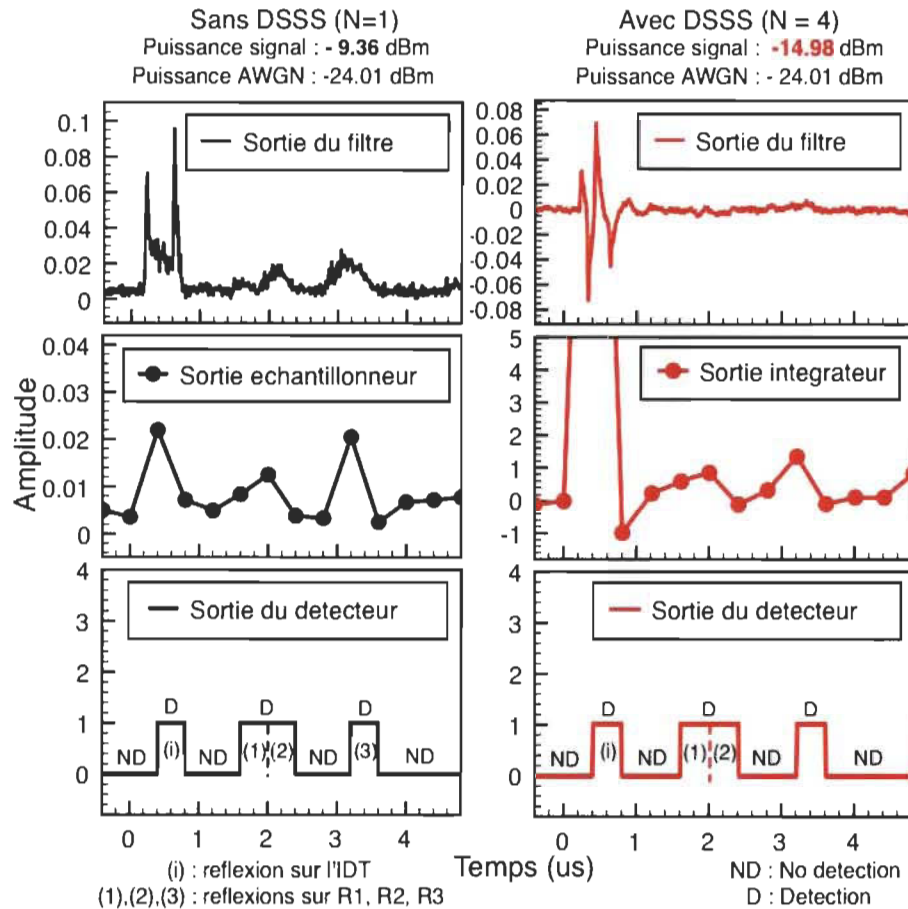 Sans DSSS (N=1)
Puissance signal : - 9.36 dBm
Puissance AWGN : -24.01 dBm
Avec DSSS (N = 4)
Puissance signal : -14.98 dBm
Puissance AWGN : - 24.01 dBm
0.1
0.08
0.06
0.04
0.02
0
Sortie du filtre
0.08
0.06
0.04
0.02
0
-0.02
-0.04
-0.06
-0.08
Sortie du filtre
Amplitude
0.04
0.03
0.02
0.01
0
Sortie echantillonneur
5
4
3
2
1
0
-1
Sortie integrateur
4
3
2
1
0
Sortie du detecteur
D D D
ND (i) ND (1) (2) ND (3) ND
0 1 2 3 4
4
3
2
1
0
Sortie du detecteur
D D D
ND (i) ND (1) (2) ND ND
0 1 2 3 4
Temps (us)
(i) : reflexion sur l'IDT
(1),(2),(3) : reflexions sur R1, R2, R3
ND : No detection
D : Detection